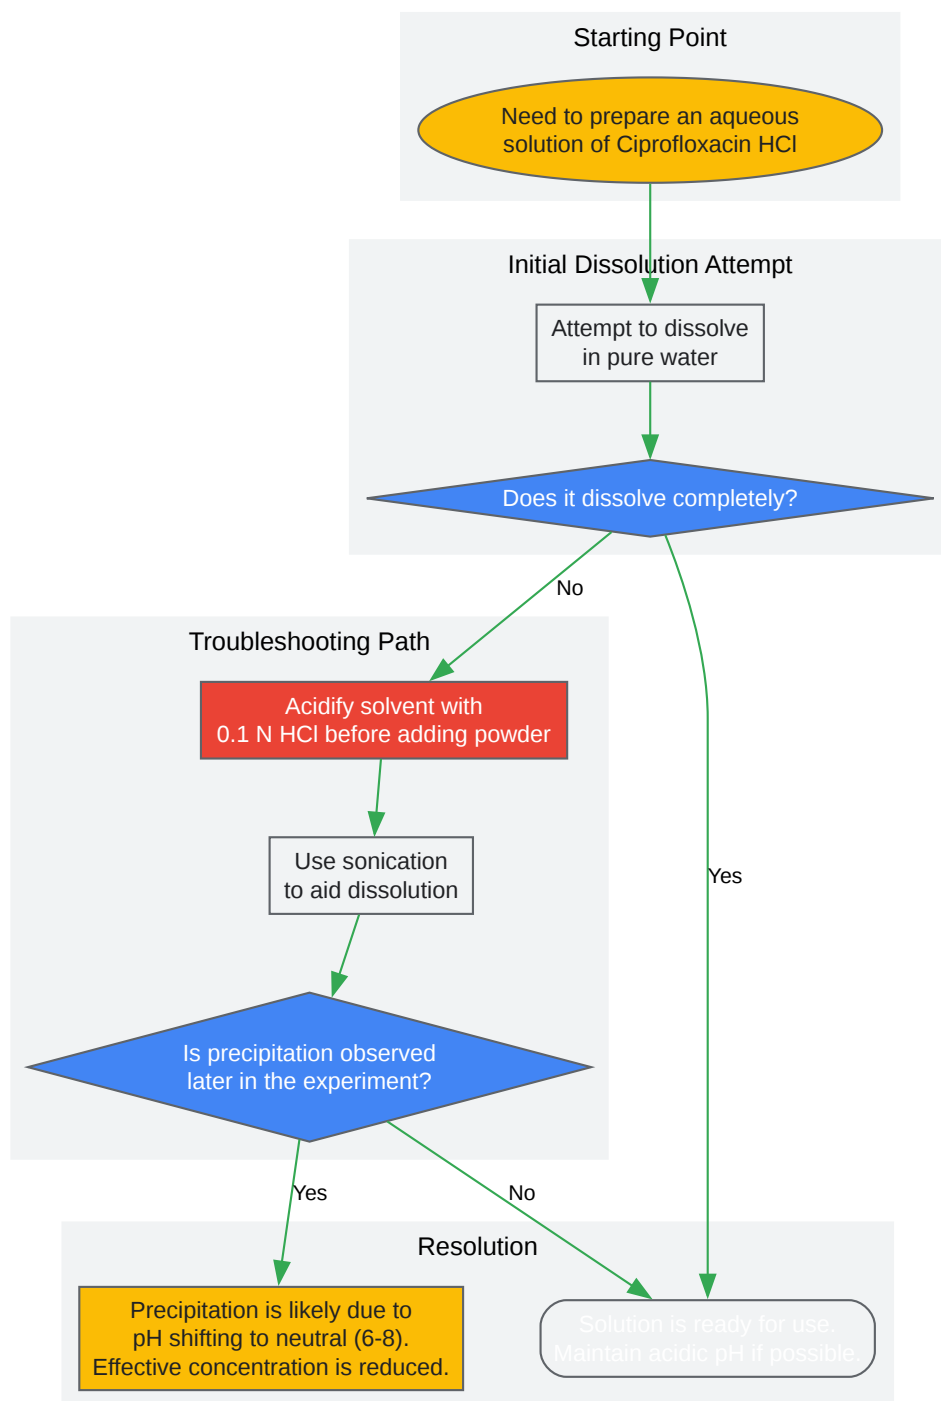 Starting Point
Need to prepare an aqueous
solution of Ciprofloxacin HCl
Initial Dissolution Attempt
Attempt to dissolve
in pure water
Does it dissolve completely?
No
Troubleshooting Path
Acidify solvent with
0.1 N HCl before adding powder
Use sonication
to aid dissolution
Yes
Is precipitation observed
later in the experiment?
Yes
No
Resolution
Precipitation is likely due to
pH shifting to neutral (6-8).
Effective concentration is reduced.
Solution is ready for use.
Maintain acidic pH if possible.